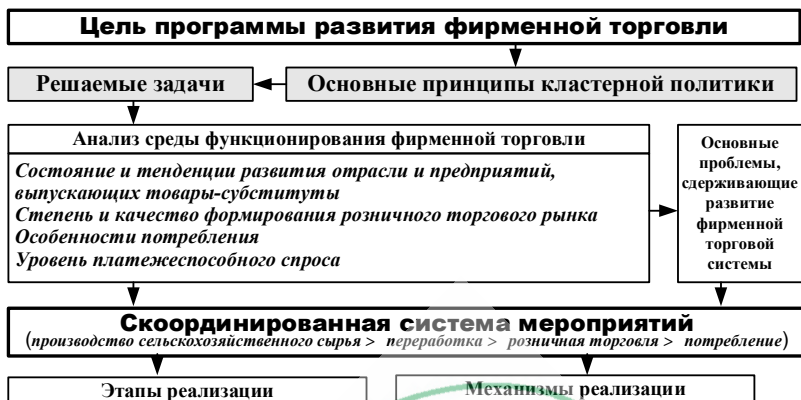 Цель программы развития фирменной торговли
Решаемые задачи
Основные принципы кластерной политики
Анализ среды функционирования фирменной торговли
Состояние и тенденции развития отрасли и предприятий,
выпускающих товары-субституты
Степень и качество формирования розничного торгового рынка
Особенности потребления
Уровень платежеспособного спроса
Основные
проблемы,
сдерживающие
развитие
фирменной
торговой
системы
Скоординированная система мероприятий
(производство сельскохозяйственного сырья > переработка > розничная торговля > потребление)
Этапы реализации
Механизмы реализации